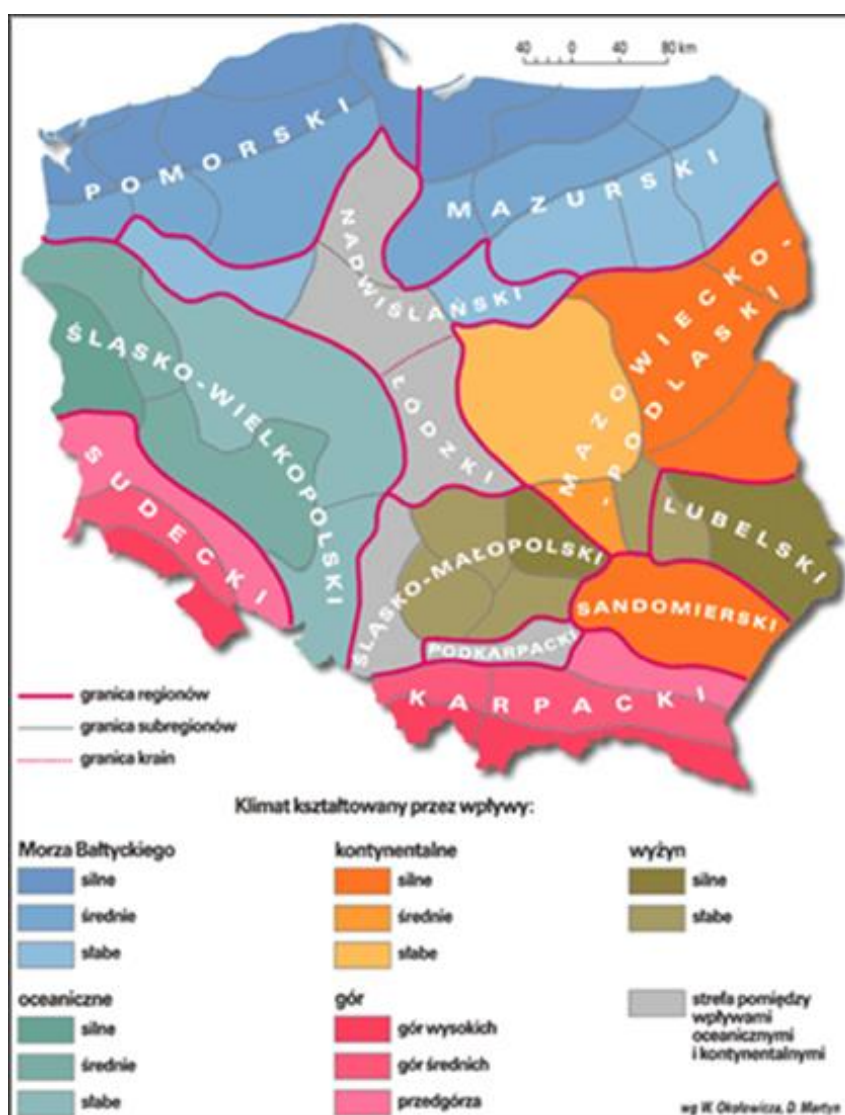 40 0 40 80 km
POMORSKI
MAZURSKI
NADWIŚLAŃSKI
MAZOWIECKO-
-PODLASKI
ŚLĄSKO-WIELKOPOLSKI
ŁÓDZKI
SUDECKI
LUBELSKI
ŚLĄSKO-MAŁOPOLSKI
SANDOMIERSKI
PODKARPACKI
KARPACKI
granica regionów
granica subregionów
granica krain
Klimat kształtowany przez wpływy:
Morza Bałtyckiego
silne
średnie
słabe
kontynentalne
silne
średnie
słabe
wyżyn
silne
słabe
oceaniczne
silne
średnie
słabe
gór
gór wysokich
gór średnich
przedgórza
strefa pomiędzy
wpływami
oceanicznymi
i kontynentalnymi
wg W. Okołowicza, D. Martyn